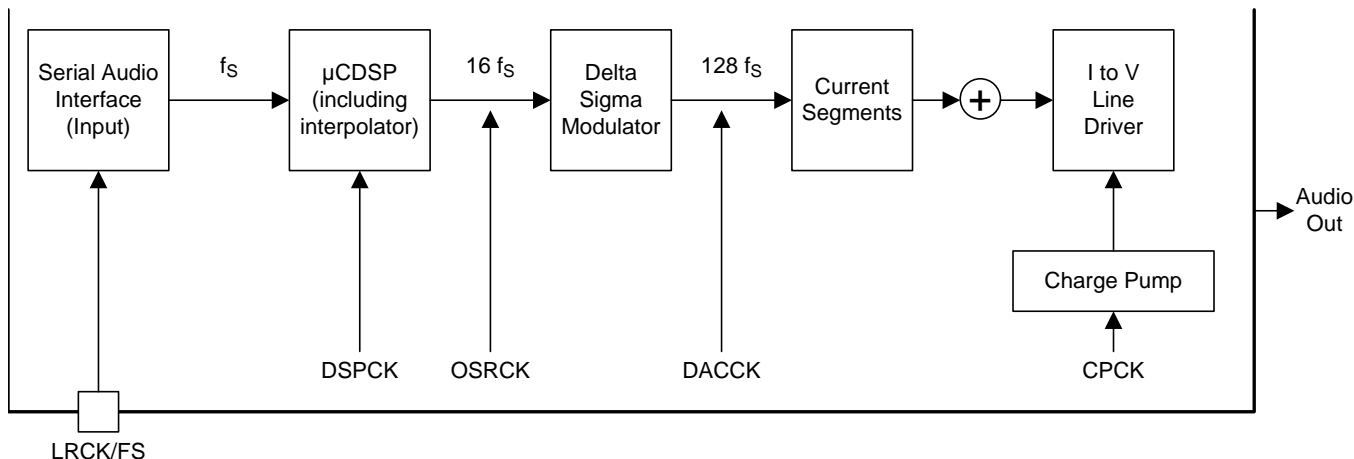 Serial Audio
Interface
(Input)
fS
µCDSP
(including
interpolator)
16 fS
Delta
Sigma
Modulator
128 fS
Current
Segments
+
I to V
Line
Driver
Audio
Out
Charge Pump
DSPCK
OSRCK
DACCK
CPCK
LRCK/FS